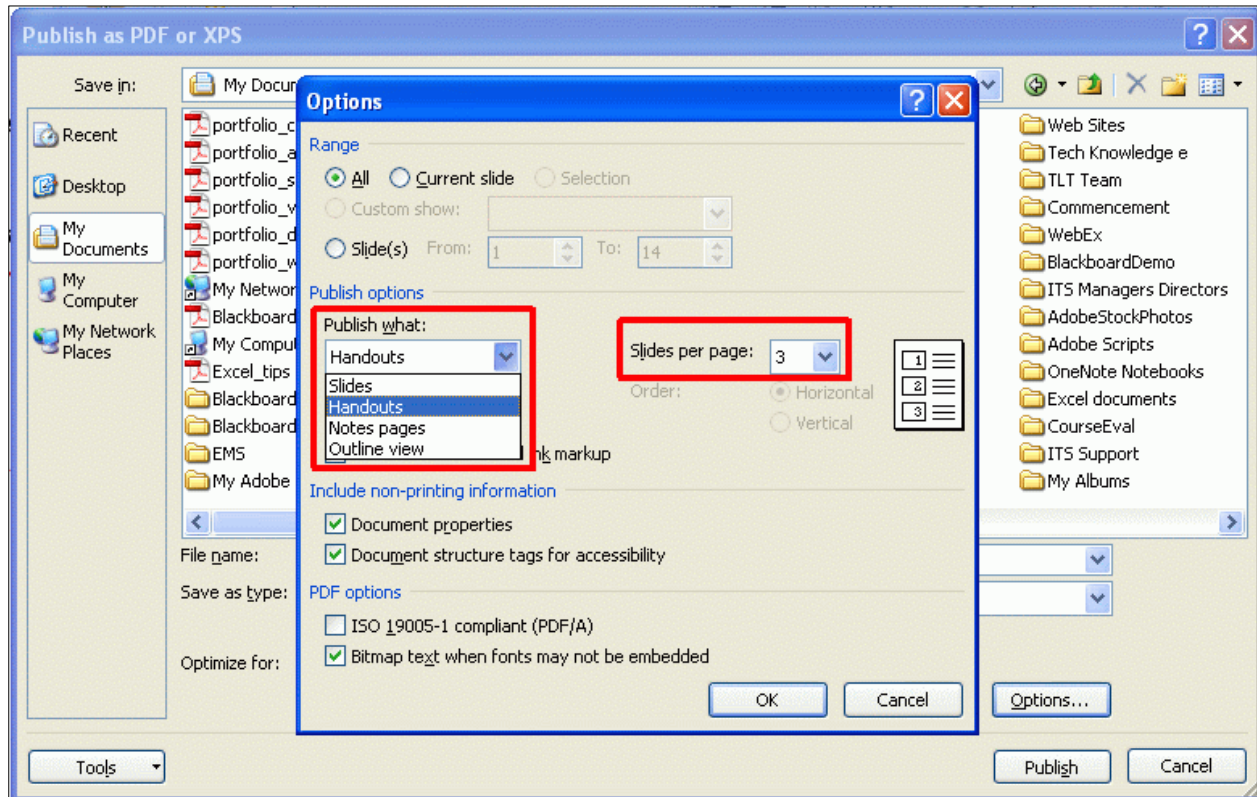 Publish as PDF or XPS
Save in:
My Docum
Recent
Desktop
My
Documents
My
Computer
My Network
Places
portfolio_c
portfolio_a
portfolio_s
portfolio_v
portfolio_d
portfolio_w
My Networ
Blackboard
My Comput
Excel_tips
Blackboard
Blackboard
EMS
My Adobe
Options
Range
All Current slide Selection
Custom show:
Slide(s) From: 1 To: 14
Publish options
Publish what:
Handouts
Slides
Handouts
Notes pages
Outline view
Slides per page: 3
Order: Horizontal
Vertical
1
2
3
ink markup
Include non-printing information
Document properties
Document structure tags for accessibility
PDF options
ISO 19005-1 compliant (PDF/A)
Bitmap text when fonts may not be embedded
OK Cancel
Web Sites
Tech Knowledge e
TLT Team
Commencement
WebEx
BlackboardDemo
ITS Managers Directors
AdobeStockPhotos
Adobe Scripts
OneNote Notebooks
Excel documents
CourseEval
ITS Support
My Albums
File name:
Save as type:
Optimize for:
Options...
Tools
Publish Cancel